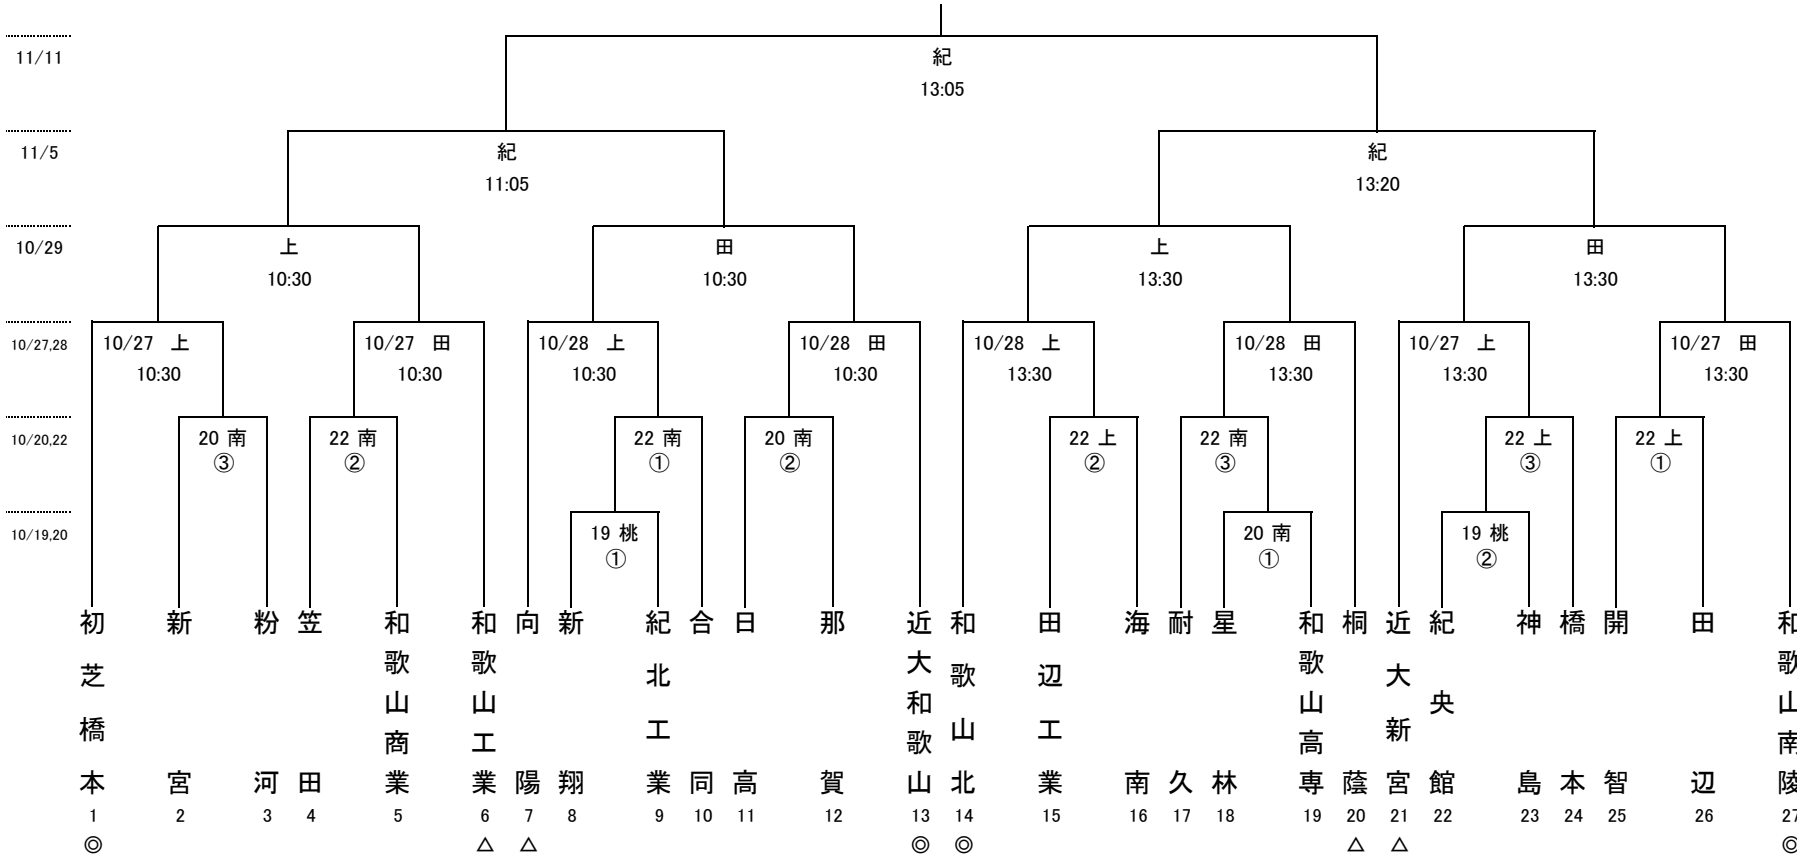 11/11
紀
13:05
11/5
紀
11:05
紀
13:20
10/29
上
10:30
田
10:30
上
13:30
田
13:30
10/27,28
10/27 上
10:30
10/27 田
10:30
10/28 上
10:30
10/28 田
10:30
10/28 上
13:30
10/28 田
13:30
10/27 上
13:30
10/27 田
13:30
10/20,22
20 南
③
22 南
②
22 南
①
20 南
②
22 上
②
22 南
③
22 上
③
22 上
①
10/19,20
19 桃
①
20 南
①
19 桃
②
初芝橋本
新宮
粉河
笠田
和歌山商業
和歌山工業
向陽
新翔
紀北工業
合同
日高
那賀
近大和歌山
和歌山北
田辺工業
海南
耐久
星林
和歌山高専
桐蔭
近大新宮
紀央館
神島
橋本
開智
田辺
和歌山南陵
1 2 3 4 5 6 7 8 9 10 11 12 13 14 15 16 17 18 19 20 21 22 23 24 25 26 27
◎ △ △ ◎ ◎ △ △ ◎